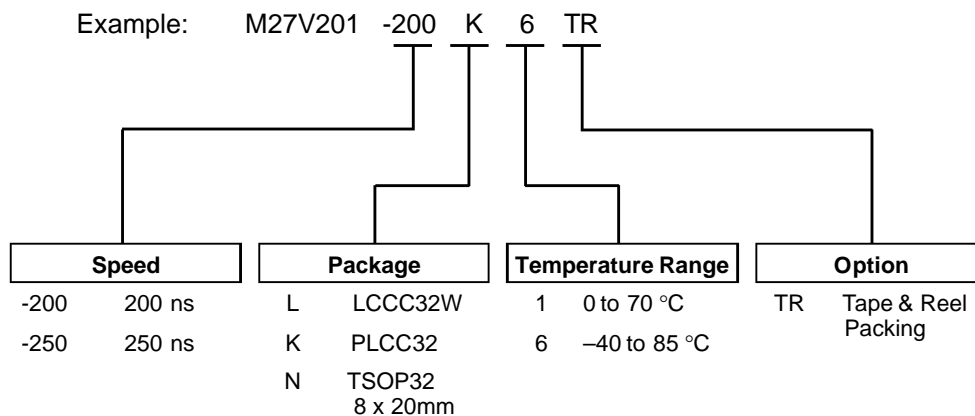 Example: M27V201 -200 K 6 TR
Speed Package Temperature Range Option
-200 200 ns L LCCC32W 1 0 to 70 °C TR Tape & Reel
Packing
-250 250 ns K PLCC32 6 –40 to 85 °C
N TSOP32
8 x 20mm